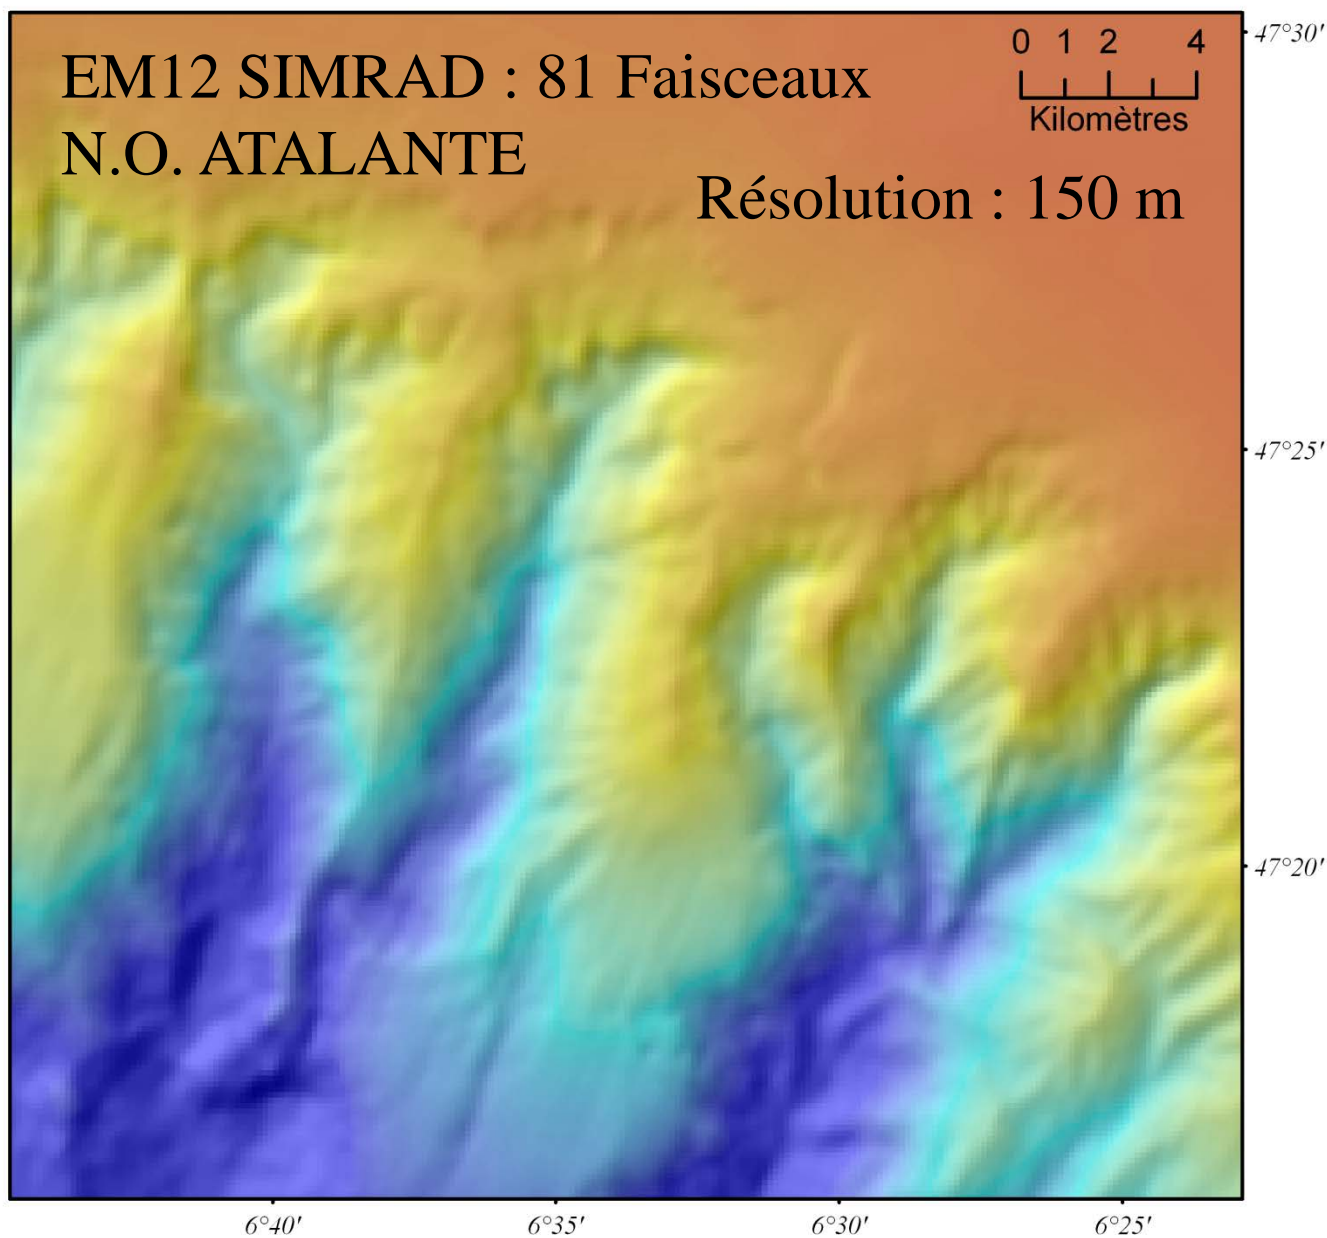 EM12 SIMRAD : 81 Faisceaux
N.O. ATALANTE
Résolution : 150 m
0 1 2 4
Kilomètres
47°30'
47°25'
47°20'
6°40' 6°35' 6°30' 6°25'